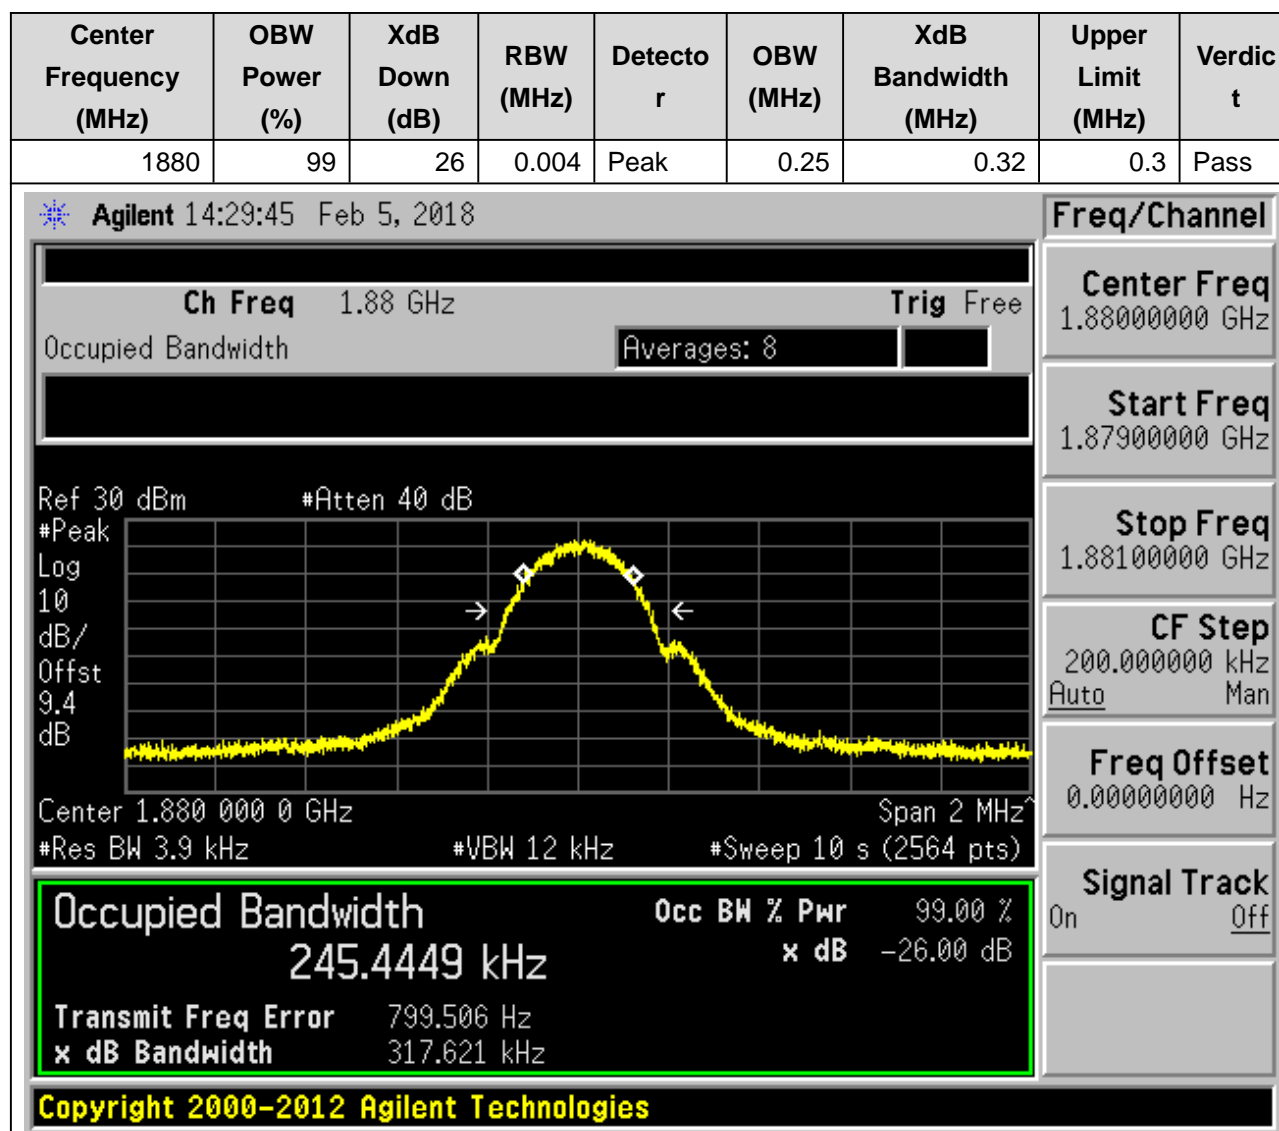 Center Frequency (MHz) OBW Power (%) XdB Down (dB) RBW (MHz) Detector OBW (MHz) XdB Bandwidth (MHz) Upper Limit (MHz) Verdict
1880 99 26 0.004 Peak 0.25 0.32 0.3 Pass
Agilent 14:29:45 Feb 5, 2018
Freq/Channel
Ch Freq 1.88 GHz Trig Free
Occupied Bandwidth Averages: 8
Center Freq
1.88000000 GHz
Start Freq
1.87900000 GHz
Stop Freq
1.88100000 GHz
CF Step
200.000000 kHz
Auto Man
Freq Offset
0.00000000 Hz
Signal Track
On Off
Ref 30 dBm #Atten 40 dB
#Peak
Log
10
dB/
Offst
9.4
dB
Center 1.880 000 0 GHz Span 2 MHz^
#Res BW 3.9 kHz #VBW 12 kHz #Sweep 10 s (2564 pts)
Occupied Bandwidth Occ BW % Pwr 99.00 %
245.4449 kHz x dB -26.00 dB
Transmit Freq Error 799.506 Hz
x dB Bandwidth 317.621 kHz
Copyright 2000-2012 Agilent Technologies